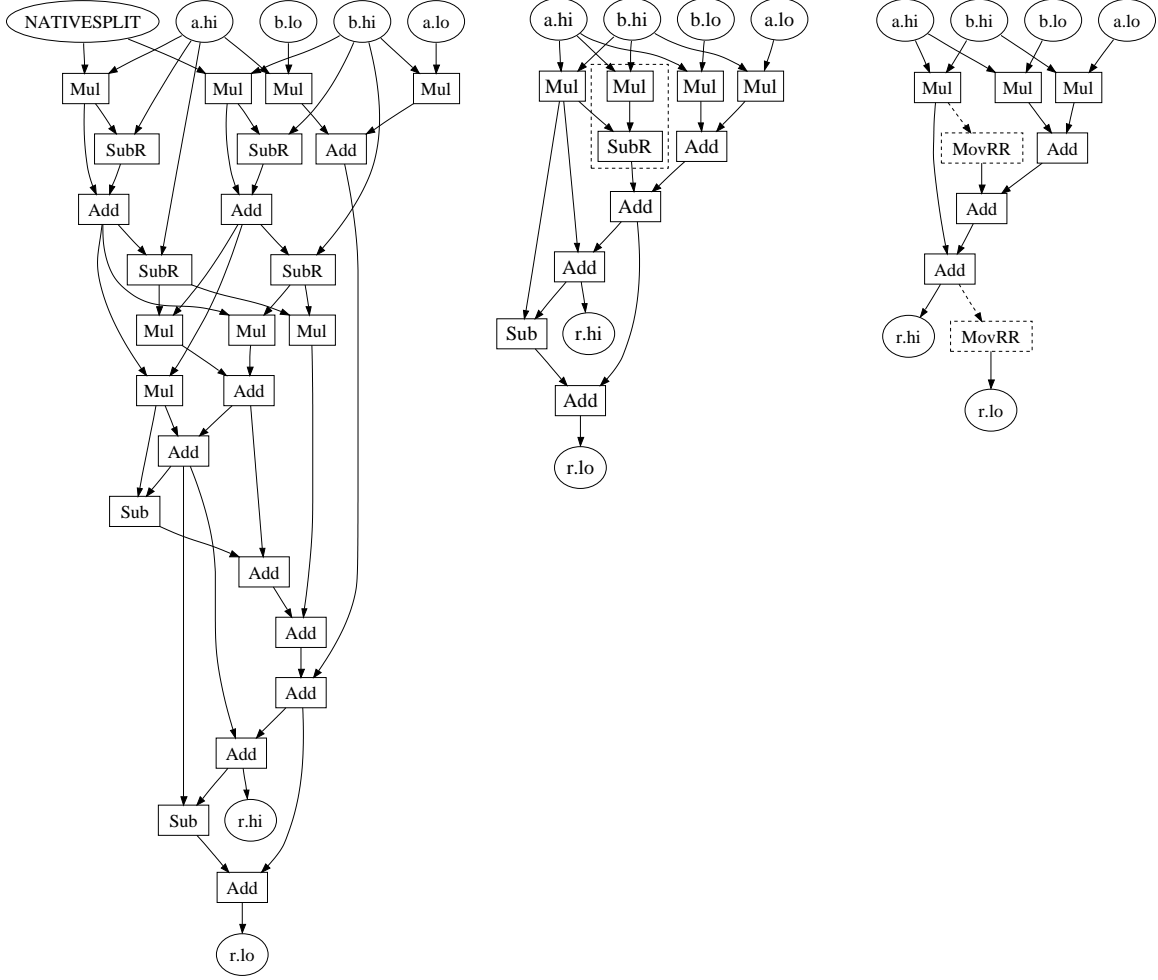 NATIVESPLIT a.hi b.lo b.hi a.lo
Mul Mul Mul Mul
SubR SubR Add
Add Add
SubR SubR
Mul Mul Mul
Mul Add
Add
Sub
Add
Add
Add
Add
r.hi
Sub
Add
r.lo
a.hi b.hi b.lo a.lo
Mul Mul Mul Mul
SubR Add
Add
Add
Sub r.hi
Add
r.lo
a.hi b.hi b.lo a.lo
Mul Mul Mul
MovRR Add
Add
Add
r.hi MovRR
r.lo